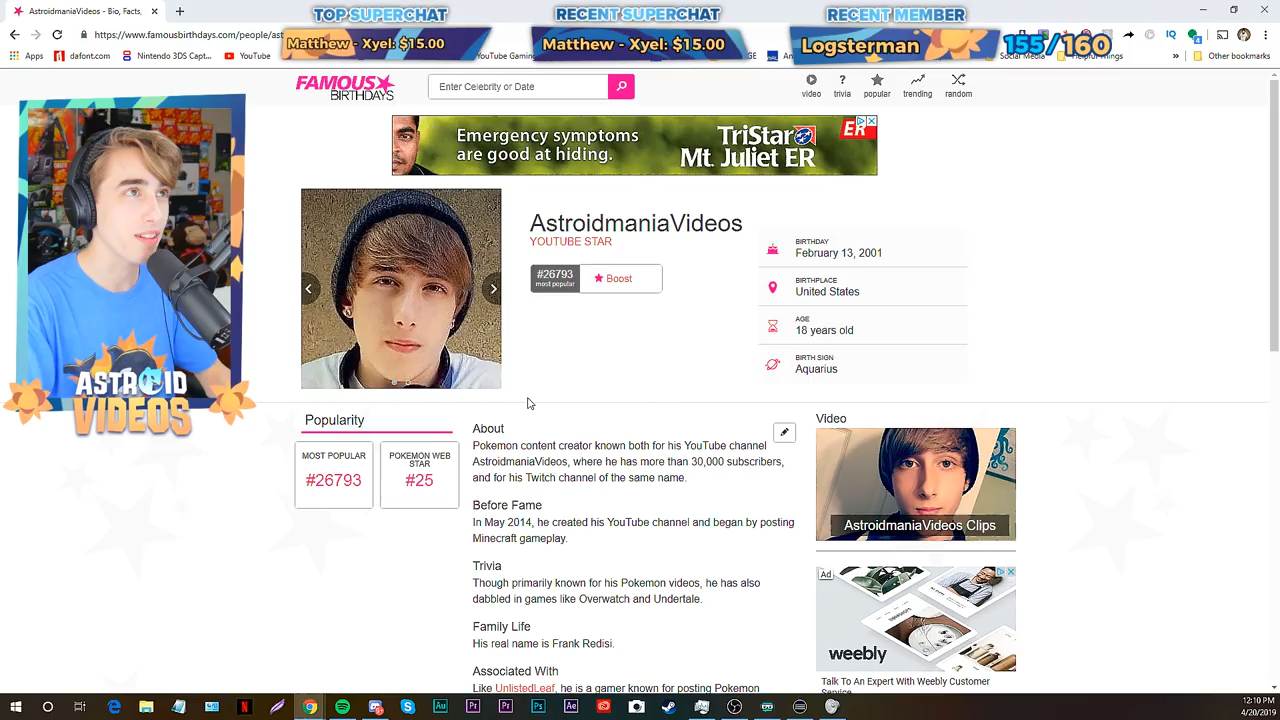 AstroidmaniaVideos - Bio, Facts,
TOP SUPERCHAT
RECENT SUPERCHAT
RECENT MEMBER
https://www.famousbirthdays.com/people/ast
Matthew - Xyel: $15.00
Matthew - Xyel: $15.00
Logsterman
155/160
Apps
dafont.com
Nintendo 3DS Capt...
YouTube
YouTube Gaming
Social Media
Helpful Things
Other bookmarks
FAMOUS
BIRTHDAYS
Enter Celebrity or Date
video
trivia
popular
trending
random
Emergency symptoms
are good at hiding.
TriStar
Mt. Juliet ER
ER
AstroidmaniaVideos
YOUTUBE STAR
#26793
most popular
Boost
BIRTHDAY
February 13, 2001
BIRTHPLACE
United States
AGE
18 years old
BIRTH SIGN
Aquarius
ASTROID
VIDEOS
Popularity
MOST POPULAR
#26793
POKEMON WEB
STAR
#25
About
Pokemon content creator known both for his YouTube channel
AstroidmaniaVideos, where he has more than 30,000 subscribers,
and for his Twitch channel of the same name.
Before Fame
In May 2014, he created his YouTube channel and began by posting
Minecraft gameplay.
Trivia
Though primarily known for his Pokemon videos, he has also
dabbled in games like Overwatch and Undertale.
Family Life
His real name is Frank Redisi.
Associated With
Like UnlistedLeaf, he is a gamer known for posting Pokemon
Video
AstroidmaniaVideos Clips
Ad
weebly
Talk To An Expert With Weebly Customer
Service
12:10 PM
4/20/2019